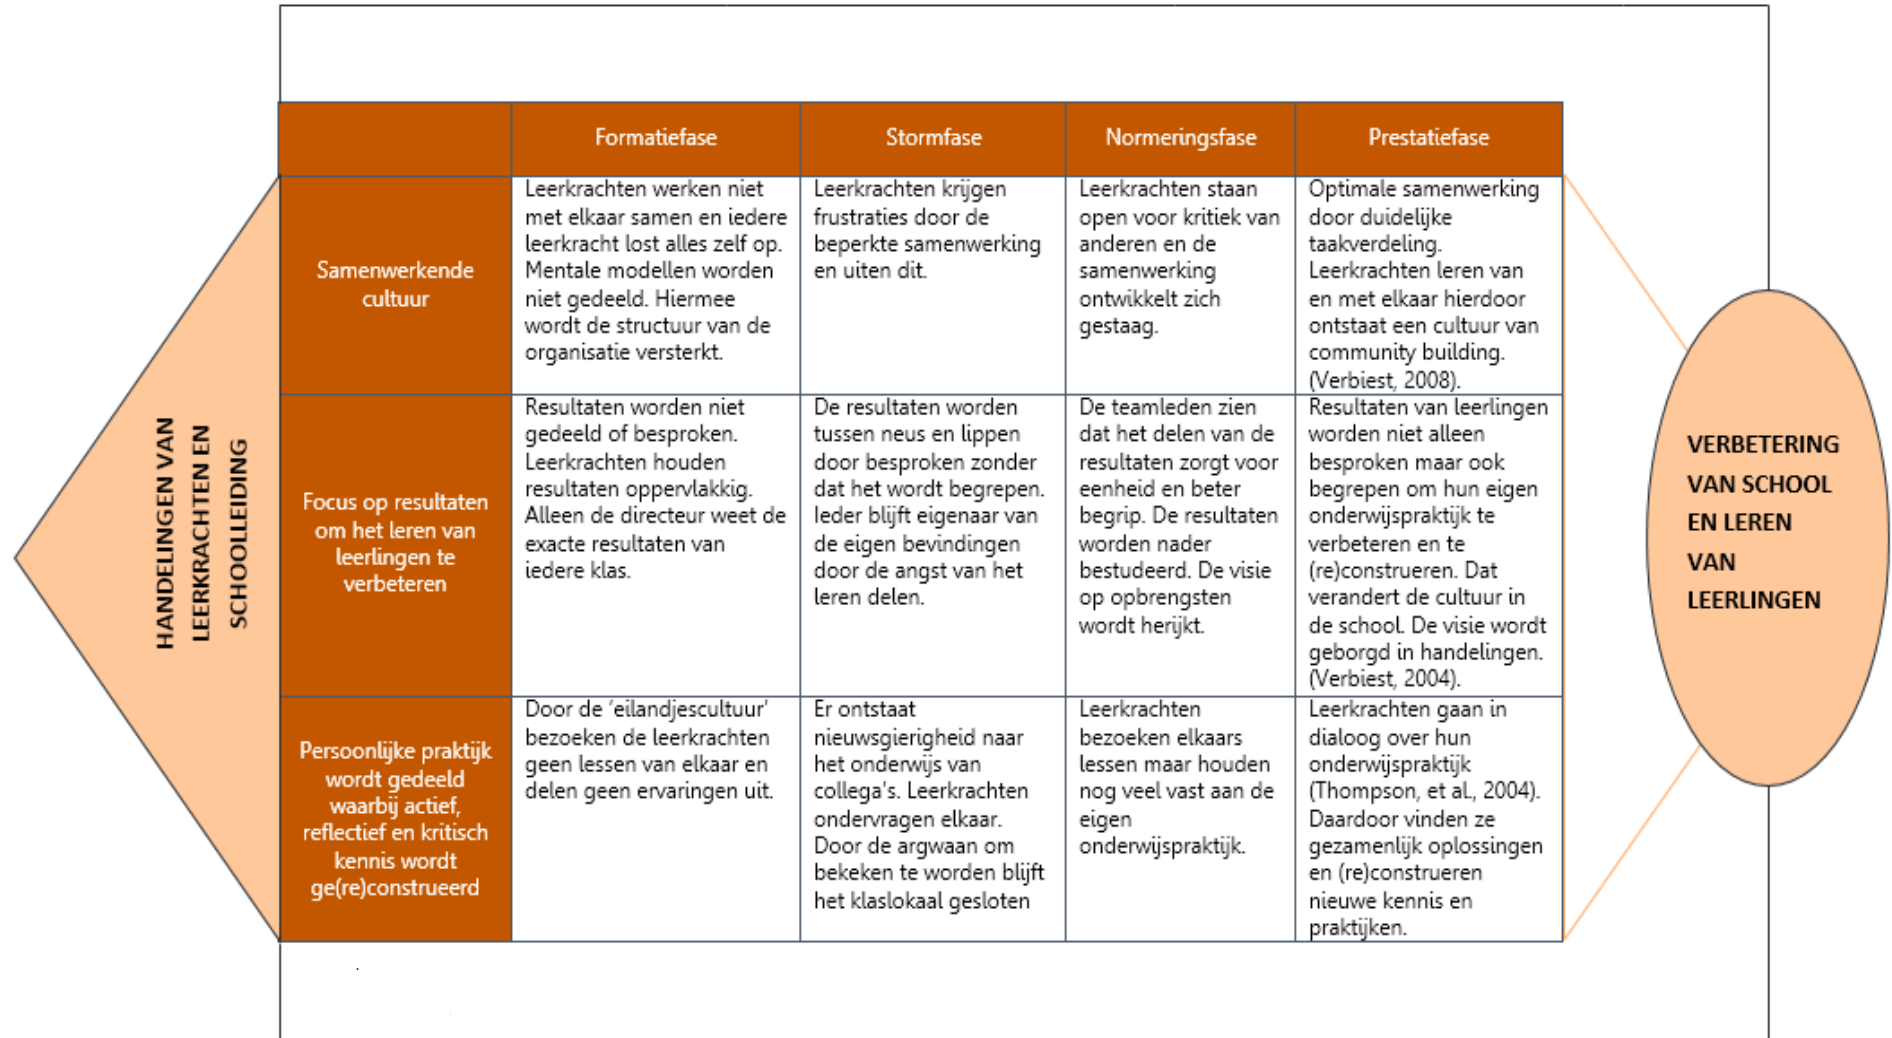 Formatiefase
Stormfase
Normeringsfase
Prestatiefase
HANDELINGEN VAN
LEERKRACHTEN EN
SCHOOLLEIDING
Samenwerkende
cultuur
Leerkrachten werken niet
met elkaar samen en iedere
leerkracht lost alles zelf op.
Mentale modellen worden
niet gedeeld. Hiermee
wordt de structuur van de
organisatie versterkt.
Leerkrachten krijgen
frustraties door de
beperkte samenwerking
en uiten dit.
Leerkrachten staan
open voor kritiek van
anderen en de
samenwerking
ontwikkelt zich
gestaag.
Optimale samenwerking
door duidelijke
taakverdeling.
Leerkrachten leren van
en met elkaar hierdoor
ontstaat een cultuur van
community building.
(Verbiest, 2008).
Focus op resultaten
om het leren van
leerlingen te
verbeteren
Resultaten worden niet
gedeeld of besproken.
Leerkrachten houden
resultaten oppervlakkig.
Alleen de directeur weet de
exacte resultaten van
iedere klas.
De resultaten worden
tussen neus en lippen
door besproken zonder
dat het wordt begrepen.
Ieder blijft eigenaar van
de eigen bevindingen
door de angst van het
leren delen.
De teamleden zien
dat het delen van de
resultaten zorgt voor
eenheid en beter
begrip. De resultaten
worden nader
bestudeerd. De visie
op opbrengsten
wordt herijkt.
Resultaten van leerlingen
worden niet alleen
besproken maar ook
begrepen om hun eigen
onderwijspraktijk te
verbeteren en te
(re)construeren. Dat
verandert de cultuur in
de school. De visie wordt
geborgd in handelingen.
(Verbiest, 2004).
Persoonlijke praktijk
wordt gedeeld
waarbij actief,
reflectief en kritisch
kennis wordt
ge(re)construeerd
Door de ‘eilandjescultuur’
bezoeken de leerkrachten
geen lessen van elkaar en
delen geen ervaringen uit.
Er ontstaat
nieuwsgierigheid naar
het onderwijs van
collega's. Leerkrachten
ondervragen elkaar.
Door de argwaan om
bekeken te worden blijft
het klaslokaal gesloten
Leerkrachten
bezoeken elkaars
lessen maar houden
nog veel vast aan de
eigen
onderwijspraktijk.
Leerkrachten gaan in
dialoog over hun
onderwijspraktijk
(Thompson, et al., 2004).
Daardoor vinden ze
gezamenlijk oplossingen
en (re)construeren
nieuwe kennis en
praktijken.
VERBETERING
VAN SCHOOL
EN LEREN
VAN
LEERLINGEN